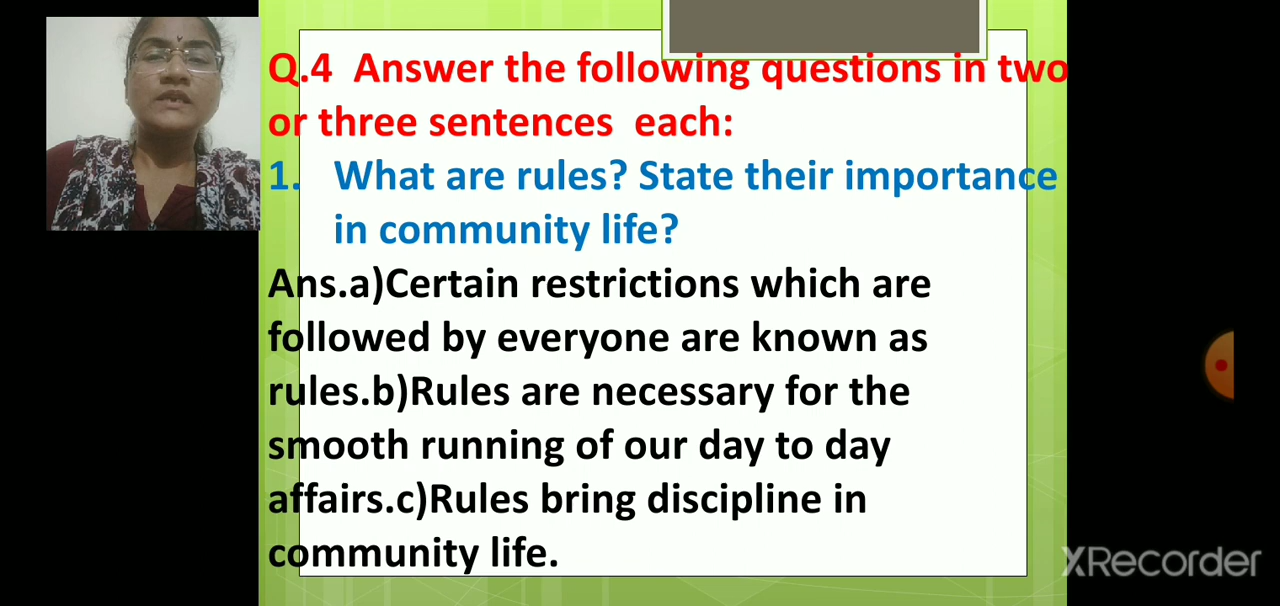 Q.4 Answer the following questions in two
or three sentences each:
1. What are rules? State their importance
in community life?
Ans.a)Certain restrictions which are
followed by everyone are known as
rules.b)Rules are necessary for the
smooth running of our day to day
affairs.c)Rules bring discipline in
community life.
XRecorder